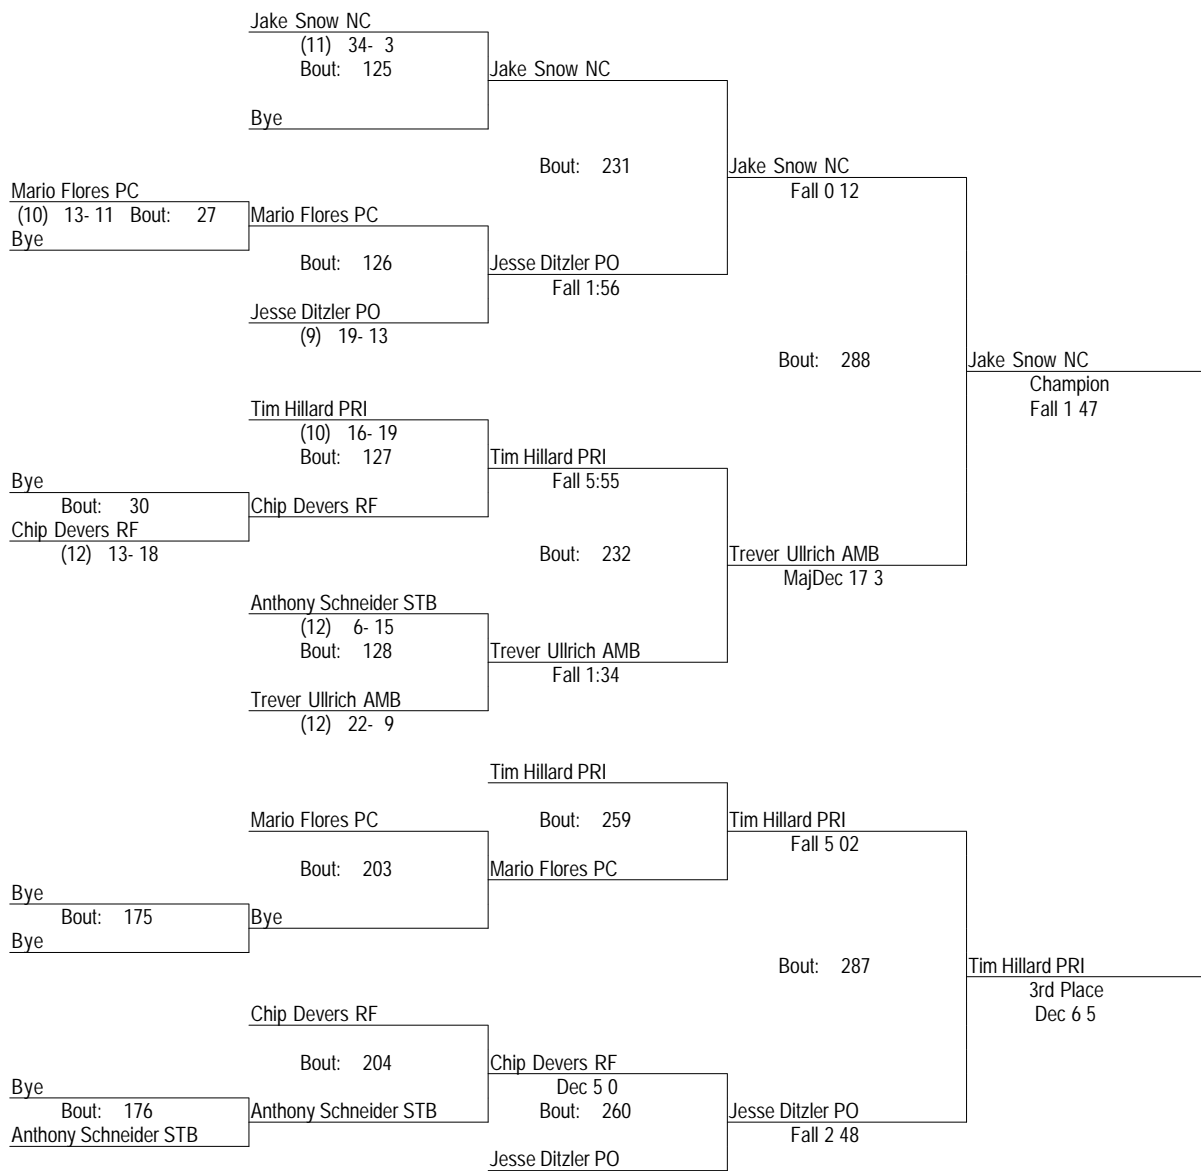 Jake Snow NC
(11) 34- 3
Bout: 125
Jake Snow NC
Bye
Bout: 231
Jake Snow NC
Fall 0 12
Mario Flores PC
(10) 13- 11 Bout: 27
Mario Flores PC
Bye
Bout: 126
Jesse Ditzler PO
Fall 1:56
Jesse Ditzler PO
(9) 19- 13
Bout: 288
Jake Snow NC
Champion
Fall 1 47
Tim Hillard PRI
(10) 16- 19
Bout: 127
Tim Hillard PRI
Fall 5:55
Bye
Bout: 30
Chip Devers RF
Chip Devers RF
(12) 13- 18
Bout: 232
Trever Ullrich AMB
MajDec 17 3
Anthony Schneider STB
(12) 6- 15
Bout: 128
Trever Ullrich AMB
Fall 1:34
Trever Ullrich AMB
(12) 22- 9
Tim Hillard PRI
Mario Flores PC
Bout: 259
Tim Hillard PRI
Fall 5 02
Bout: 203
Mario Flores PC
Bye
Bout: 175
Bye
Bye
Bout: 287
Tim Hillard PRI
3rd Place
Dec 6 5
Chip Devers RF
Bout: 204
Chip Devers RF
Dec 5 0
Bye
Bout: 176
Anthony Schneider STB
Bout: 260
Jesse Ditzler PO
Fall 2 48
Anthony Schneider STB
Jesse Ditzler PO